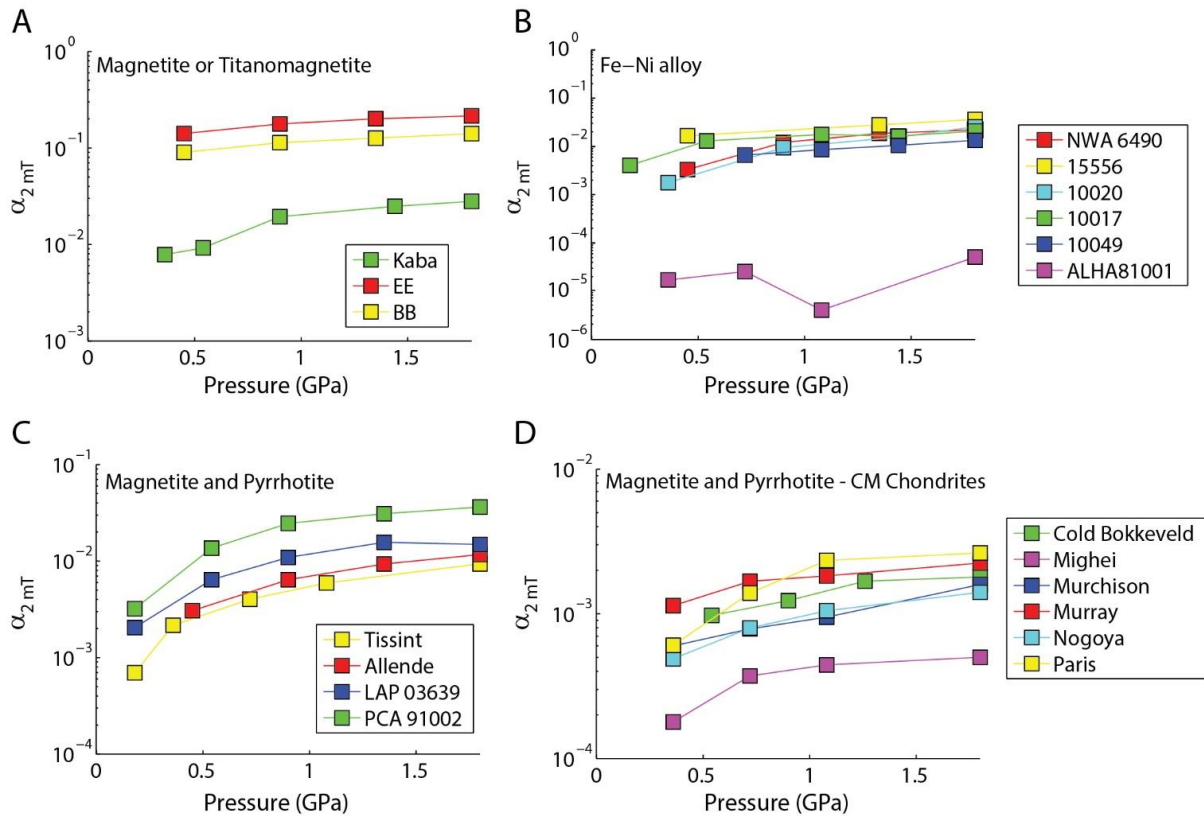 A
Magnetite or Titanomagnetite
10^0
10^-1
10^-2
10^-3
α2 mT
0
0.5
1
1.5
Pressure (GPa)
Kaba
EE
BB
B
Fe–Ni alloy
10^0
10^-1
10^-2
10^-3
10^-4
10^-5
10^-6
α2 mT
0
0.5
1
1.5
Pressure (GPa)
NWA 6490
15556
10020
10017
10049
ALHA81001
C
Magnetite and Pyrrhotite
10^-1
10^-2
10^-3
10^-4
α2 mT
0
0.5
1
1.5
Pressure (GPa)
Tissint
Allende
LAP 03639
PCA 91002
D
Magnetite and Pyrrhotite - CM Chondrites
10^-2
10^-3
10^-4
α2 mT
0
0.5
1
1.5
Pressure (GPa)
Cold Bokkeveld
Mighei
Murchison
Murray
Nogoya
Paris